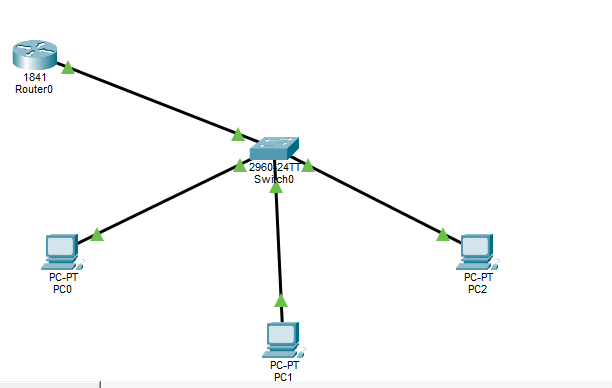 1841
Router0
2960-24TT
Switch0
PC-PT
PC0
PC-PT
PC1
PC-PT
PC2